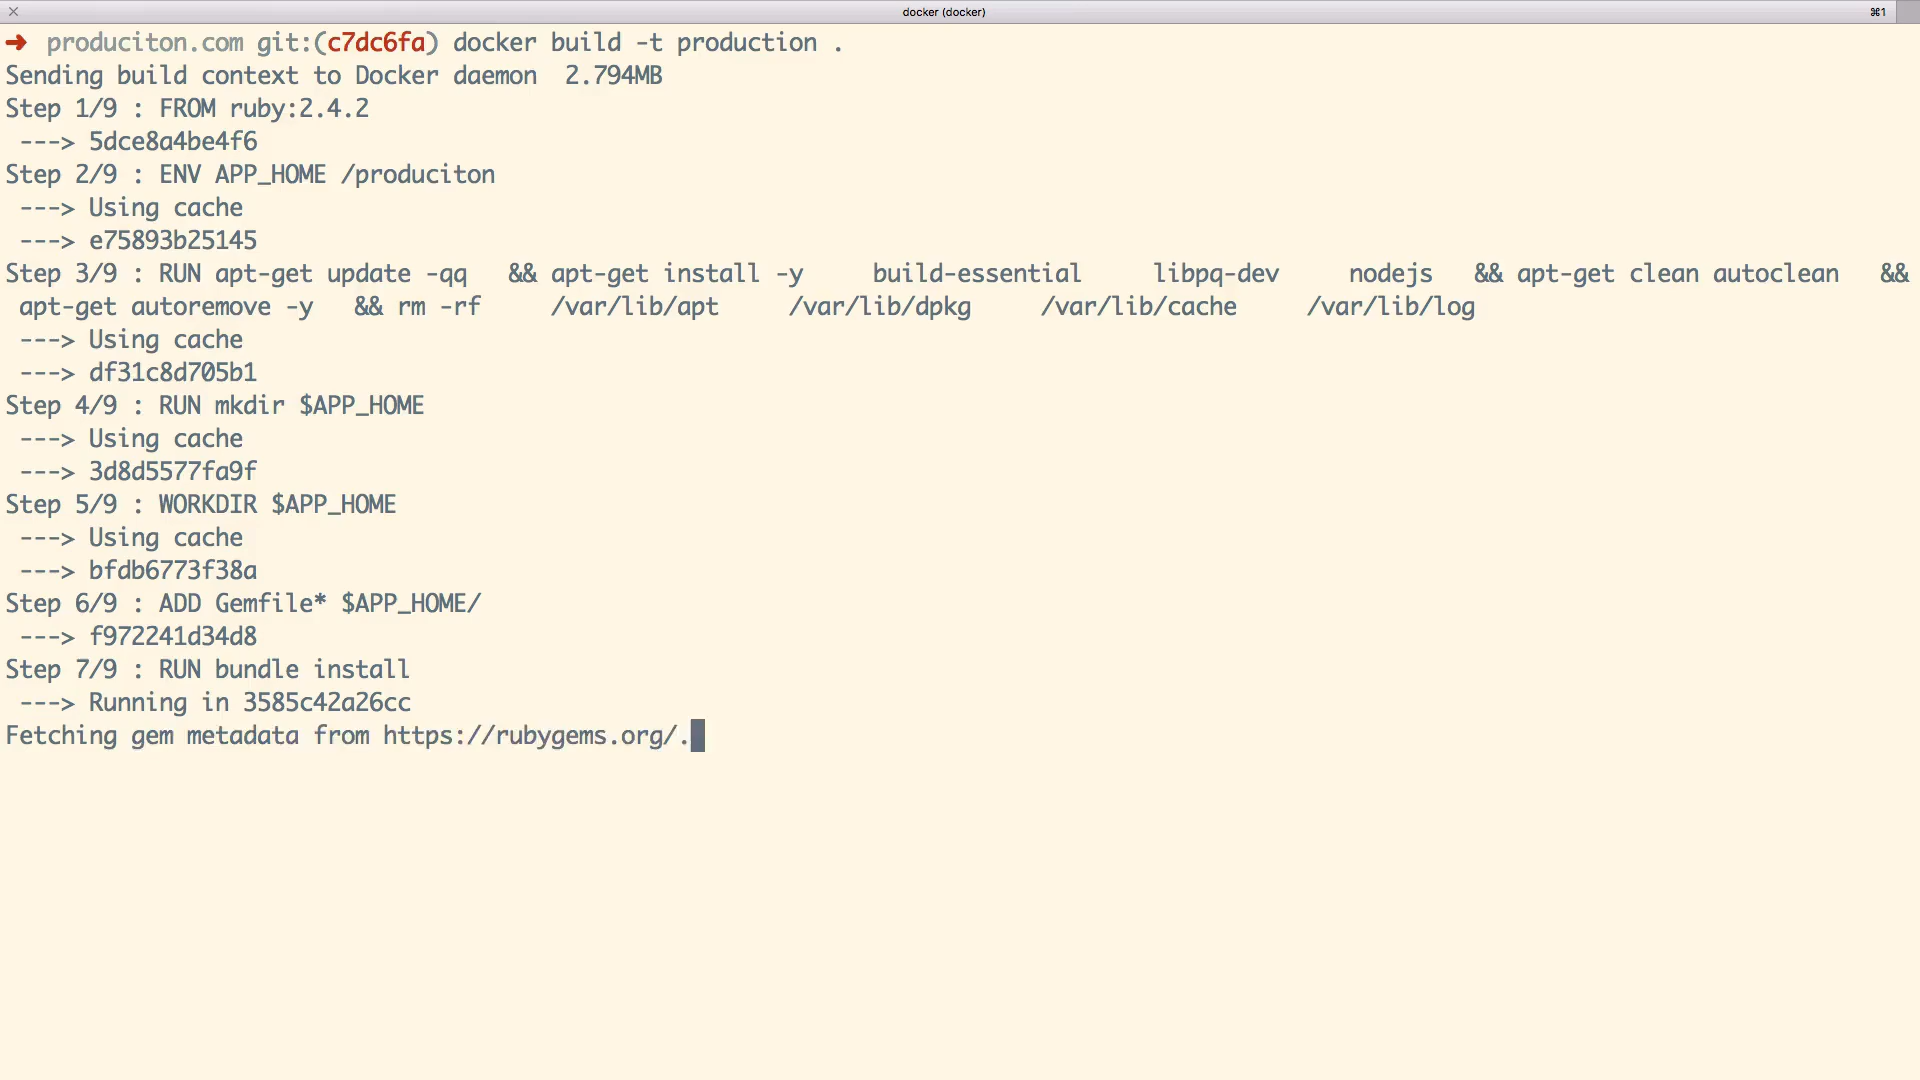 docker (docker)
⌘1
➜ produciton.com git:(c7dc6fa) docker build -t production .
Sending build context to Docker daemon  2.794MB
Step 1/9 : FROM ruby:2.4.2
 ---> 5dce8a4be4f6
Step 2/9 : ENV APP_HOME /produciton
 ---> Using cache
 ---> e75893b25145
Step 3/9 : RUN apt-get update -qq   && apt-get install -y     build-essential     libpq-dev     nodejs   && apt-get clean autoclean   &&
 apt-get autoremove -y   && rm -rf     /var/lib/apt     /var/lib/dpkg     /var/lib/cache     /var/lib/log
 ---> Using cache
 ---> df31c8d705b1
Step 4/9 : RUN mkdir $APP_HOME
 ---> Using cache
 ---> 3d8d5577fa9f
Step 5/9 : WORKDIR $APP_HOME
 ---> Using cache
 ---> bfdb6773f38a
Step 6/9 : ADD Gemfile* $APP_HOME/
 ---> f972241d34d8
Step 7/9 : RUN bundle install
 ---> Running in 3585c42a26cc
Fetching gem metadata from https://rubygems.org/.